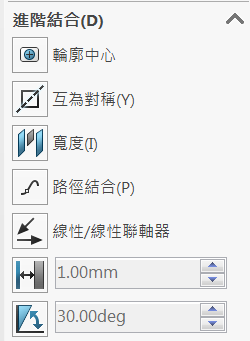 進階結合(D)
輪廓中心
互為對稱(Y)
寬度(I)
路徑結合(P)
線性/線性聯軸器
1.00mm
30.00deg